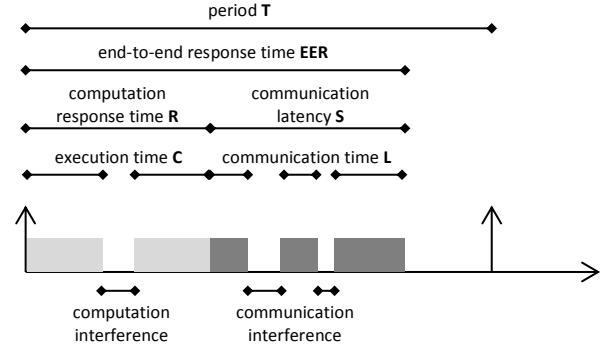 period T
end-to-end response time EER
computation
response time R
communication
latency S
execution time C
communication time L
computation
interference
communication
interference